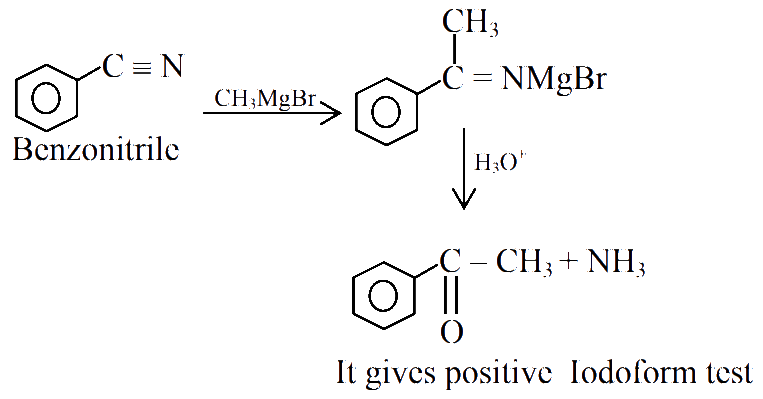 CH₃
C ≡ N
C = NMgBr
CH₃MgBr
Benzonitrile
H₃O⁺
C – CH₃ + NH₃
O
It gives positive Iodoform test